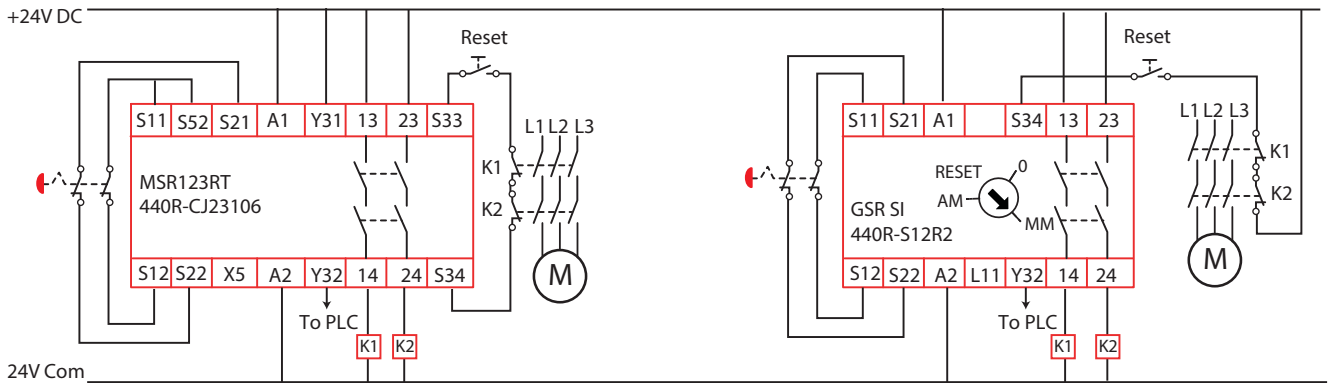 +24V DC
Reset
S11 S52 S21 A1 Y31 13 23 S33
L1 L2 L3
K1
K2
MSR123RT
440R-CJ23106
S12 S22 X5 A2 Y32 14 24 S34
M
To PLC
K1 K2
24V Com
Reset
S11 S21 A1 S34 13 23
L1 L2 L3
K1
K2
RESET
0
AM
MM
GSR SI
440R-S12R2
S12 S22 A2 L11 Y32 14 24
M
To PLC
K1 K2